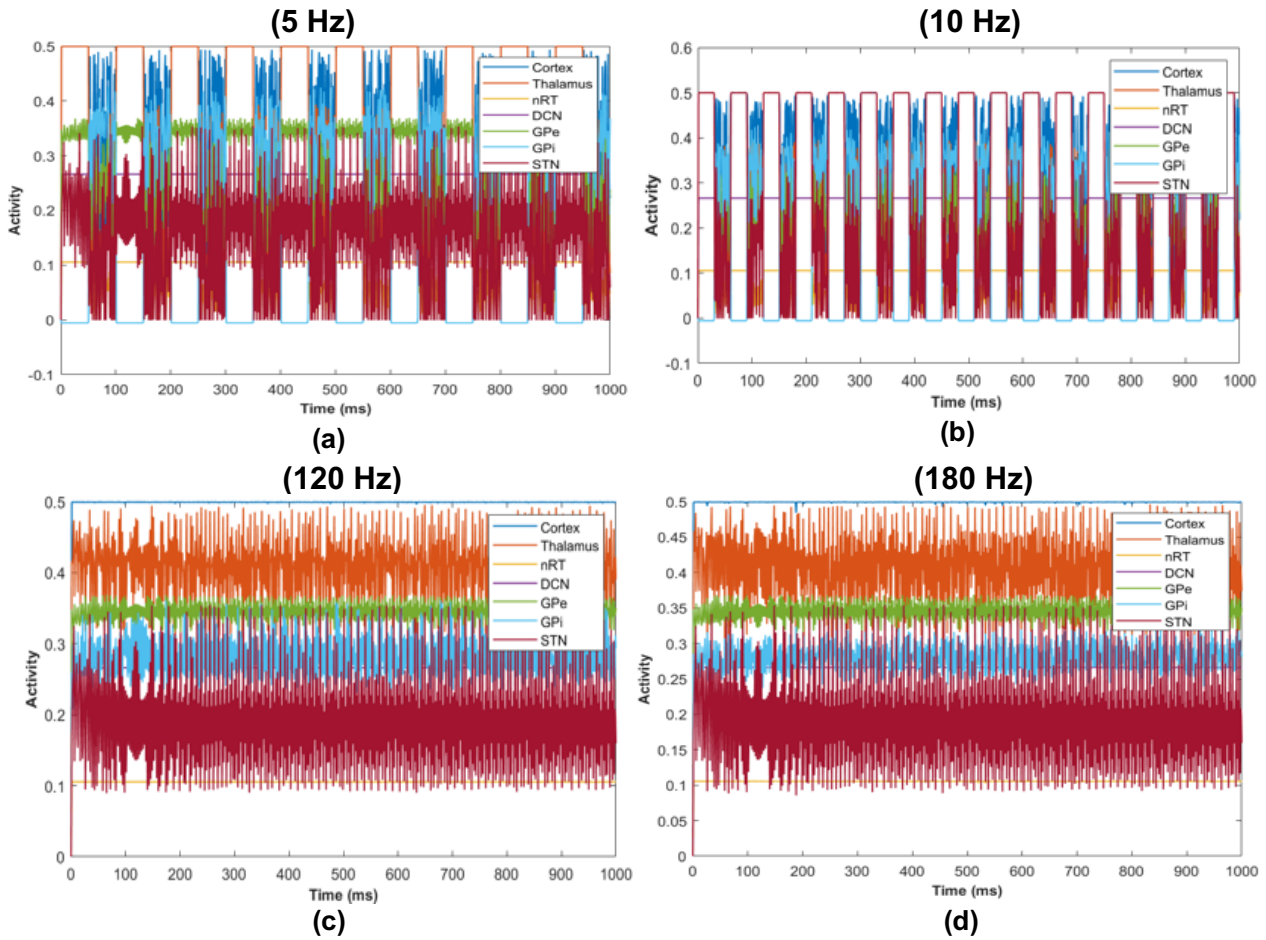 (5 Hz)
0.5
0.4
0.3
0.2
0.1
0
-0.1
Activity
0 100 200 300 400 500 600 700 800 900 1000
Time (ms)
Cortex
Thalamus
nRT
DCN
GPe
GPi
STN
(a)
(10 Hz)
0.6
0.5
0.4
0.3
0.2
0.1
0
-0.1
Activity
0 100 200 300 400 500 600 700 800 900 1000
Time (ms)
Cortex
Thalamus
nRT
DCN
GPe
GPi
STN
(b)
(120 Hz)
0.5
0.4
0.3
0.2
0.1
0
Activity
0 100 200 300 400 500 600 700 800 900 1000
Time (ms)
Cortex
Thalamus
nRT
DCN
GPe
GPi
STN
(c)
(180 Hz)
0.5
0.45
0.4
0.35
0.3
0.25
0.2
0.15
0.1
0.05
0
Activity
0 100 200 300 400 500 600 700 800 900 1000
Time (ms)
Cortex
Thalamus
nRT
DCN
GPe
GPi
STN
(d)